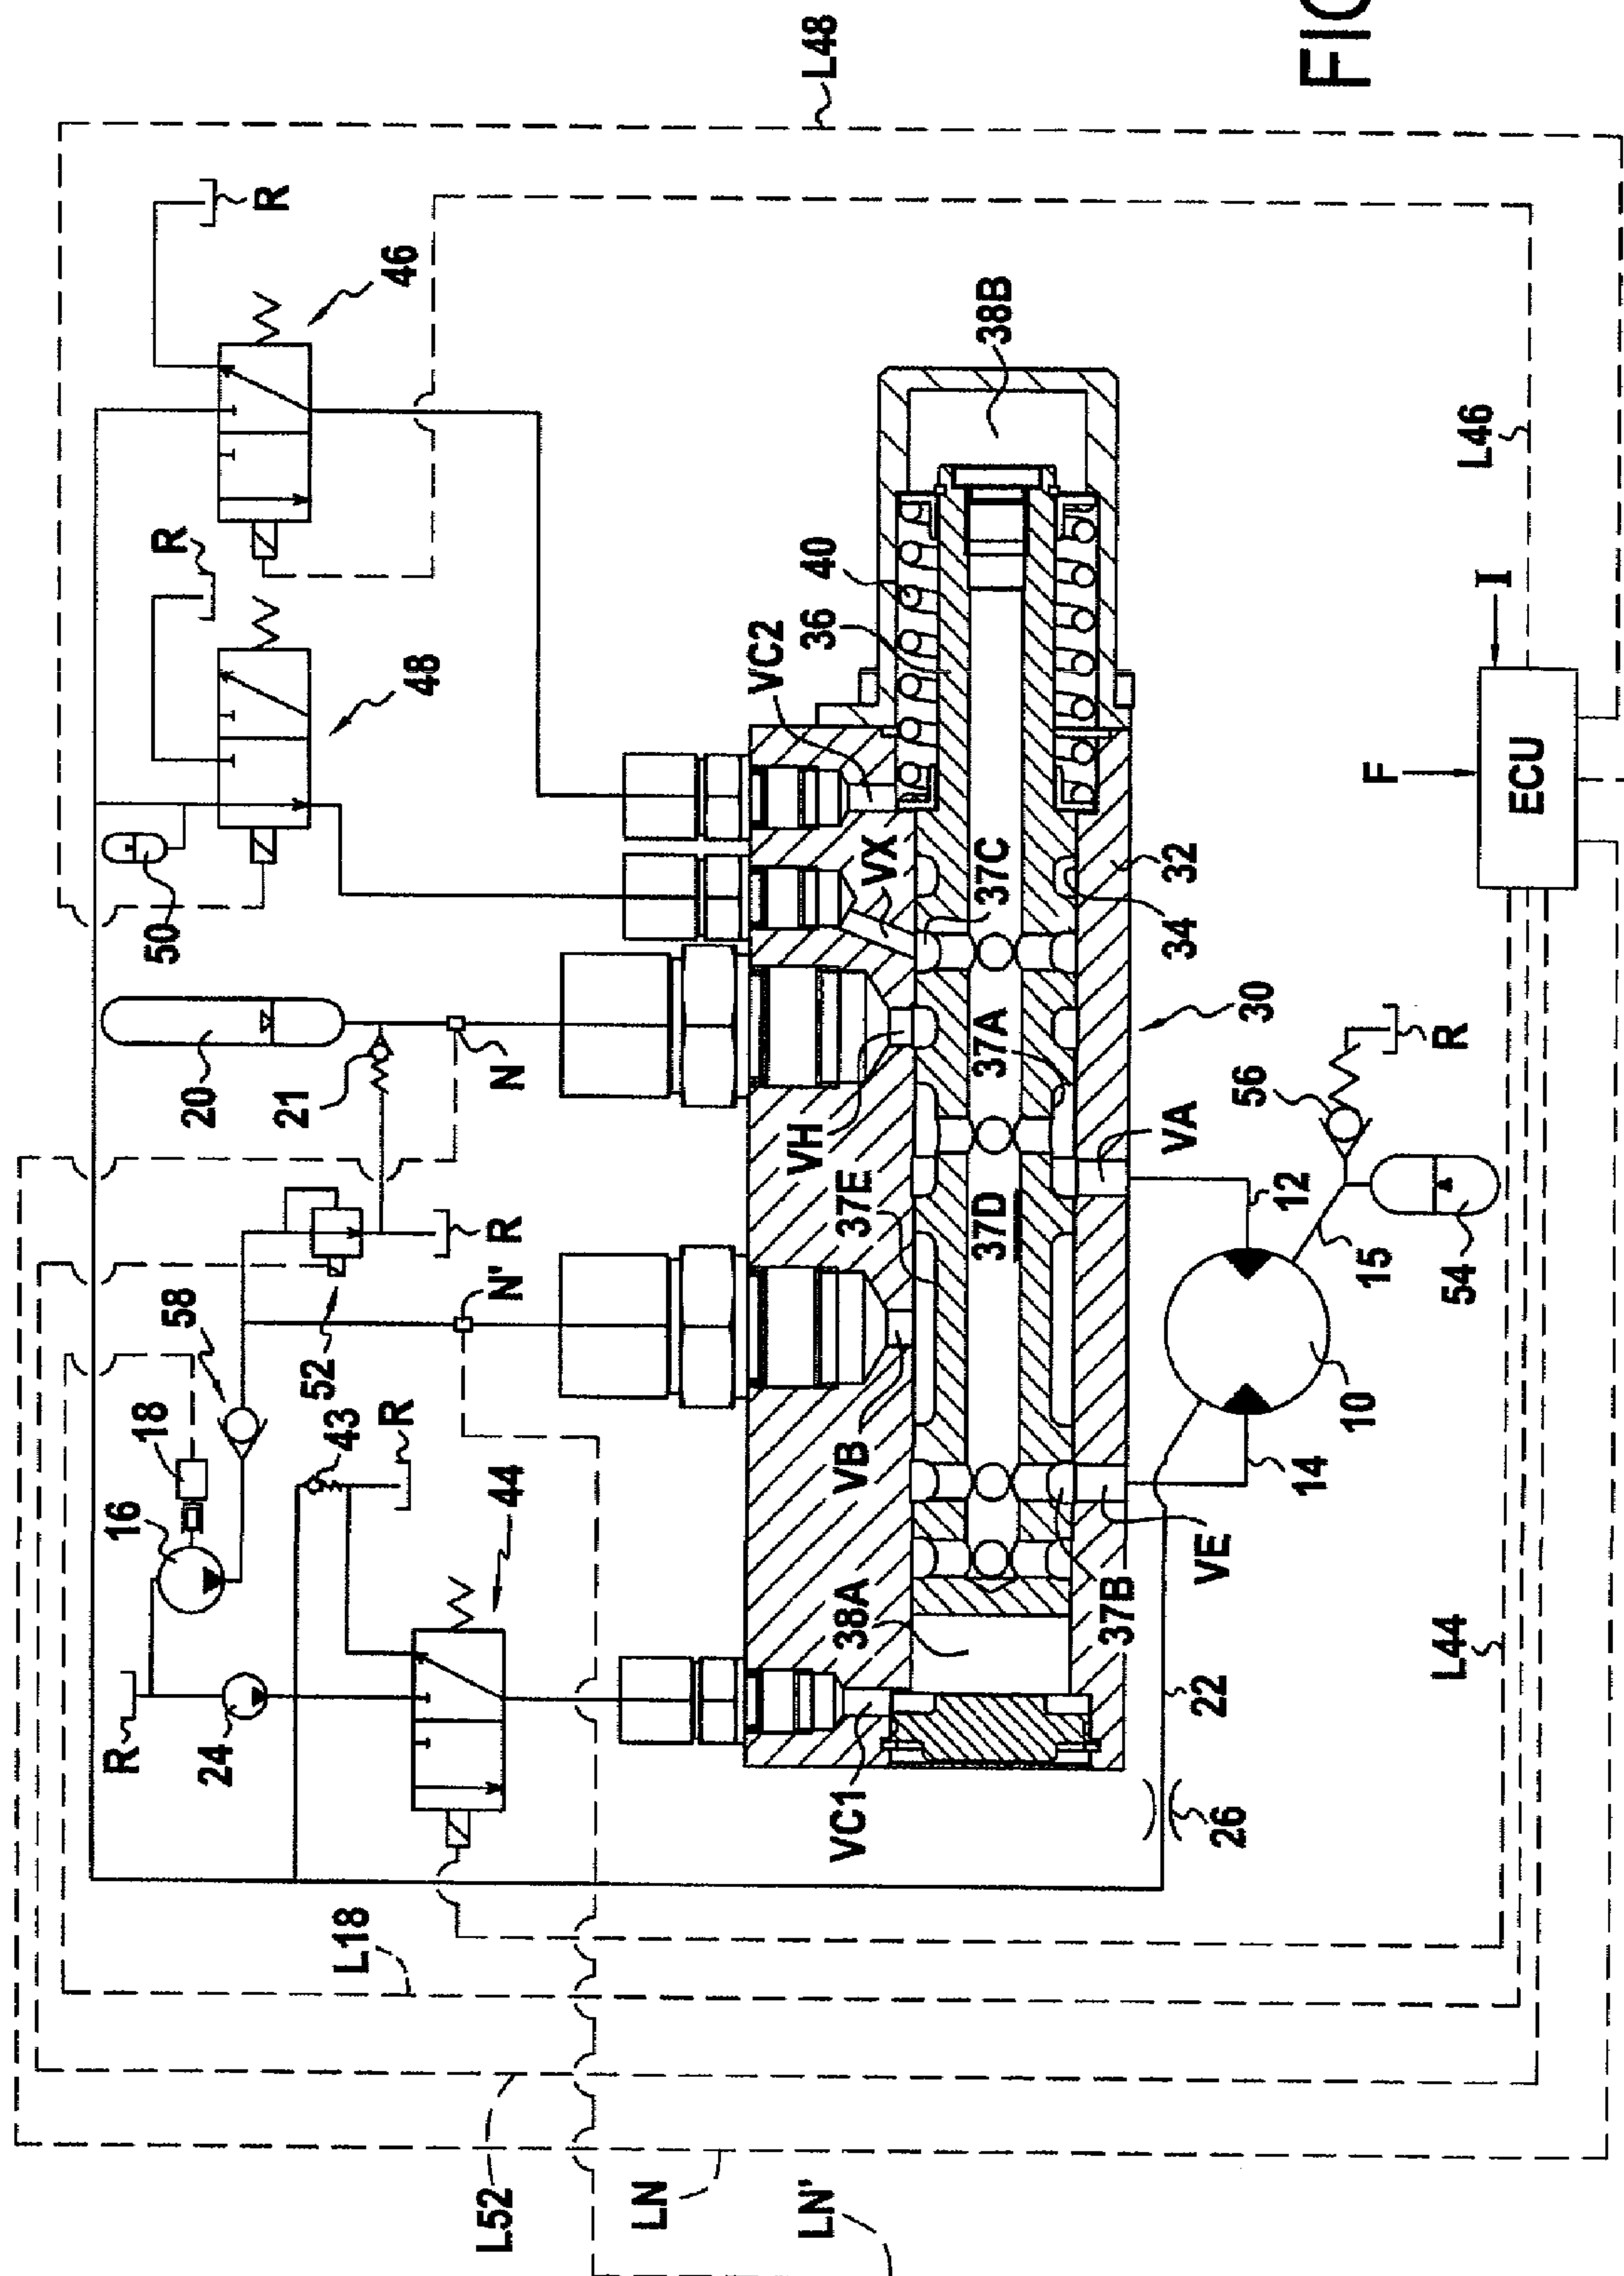 FIG
L48
R
46
R
48
50
20
21
N
R
52
N'
58
18
43
R
16
44
R
24
L18
L52
LN
LN'
38B
40
36
VC2
VX
37C
32
34
VH
37A
30
37E
37D
VA
VB
38A
37B
VE
VC1
56
R
12
15
54
10
14
22
26
L46
I
F
ECU
L44